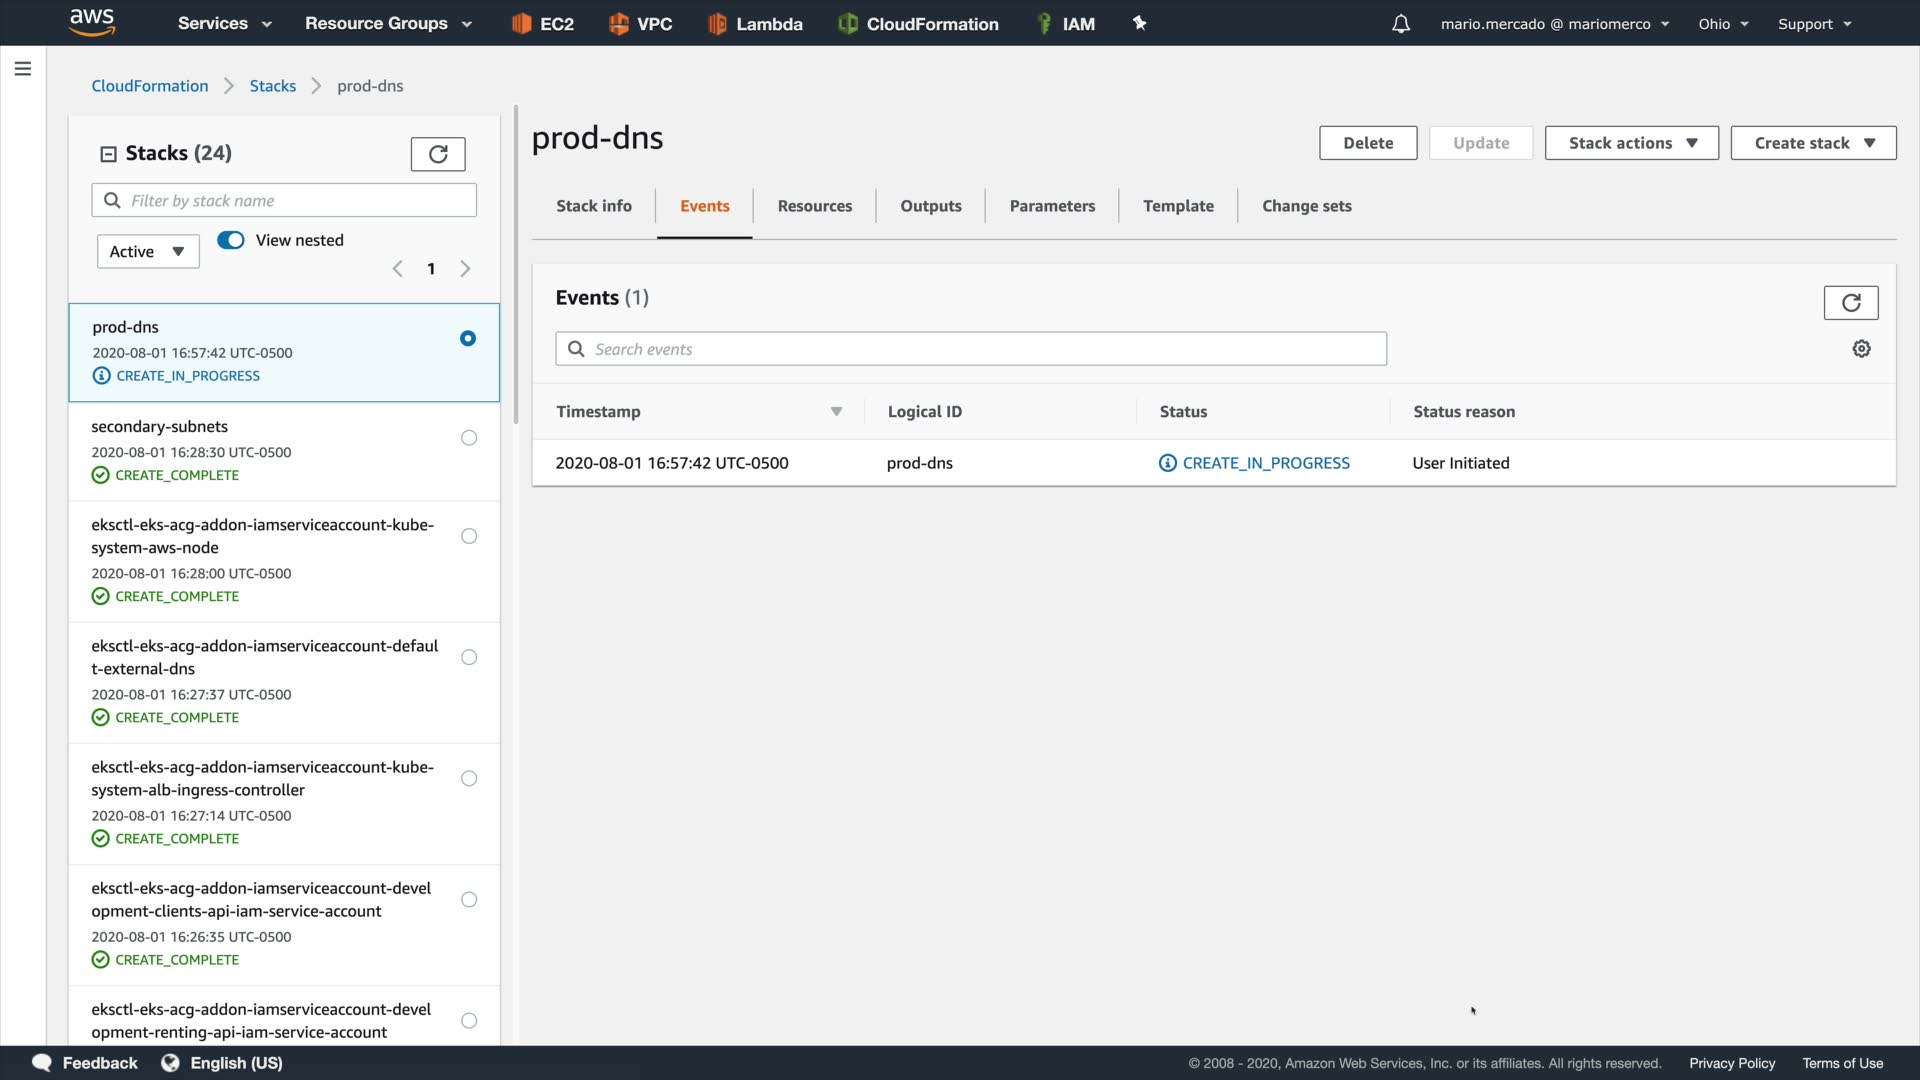 aws
Services
Resource Groups
EC2
VPC
Lambda
CloudFormation
IAM
mario.mercado @ mariomerco
Ohio
Support
CloudFormation
Stacks
prod-dns
Stacks (24)
Filter by stack name
Active
View nested
1
prod-dns
2020-08-01 16:57:42 UTC-0500
CREATE_IN_PROGRESS
secondary-subnets
2020-08-01 16:28:30 UTC-0500
CREATE_COMPLETE
eksctl-eks-acg-addon-iamserviceaccount-kube-
system-aws-node
2020-08-01 16:28:00 UTC-0500
CREATE_COMPLETE
eksctl-eks-acg-addon-iamserviceaccount-defaul
t-external-dns
2020-08-01 16:27:37 UTC-0500
CREATE_COMPLETE
eksctl-eks-acg-addon-iamserviceaccount-kube-
system-alb-ingress-controller
2020-08-01 16:27:14 UTC-0500
CREATE_COMPLETE
eksctl-eks-acg-addon-iamserviceaccount-devel
opment-clients-api-iam-service-account
2020-08-01 16:26:35 UTC-0500
CREATE_COMPLETE
eksctl-eks-acg-addon-iamserviceaccount-devel
opment-renting-api-iam-service-account
prod-dns
Delete
Update
Stack actions
Create stack
Stack info
Events
Resources
Outputs
Parameters
Template
Change sets
Events (1)
Search events
Timestamp
Logical ID
Status
Status reason
2020-08-01 16:57:42 UTC-0500
prod-dns
CREATE_IN_PROGRESS
User Initiated
Feedback
English (US)
© 2008 - 2020, Amazon Web Services, Inc. or its affiliates. All rights reserved.
Privacy Policy
Terms of Use